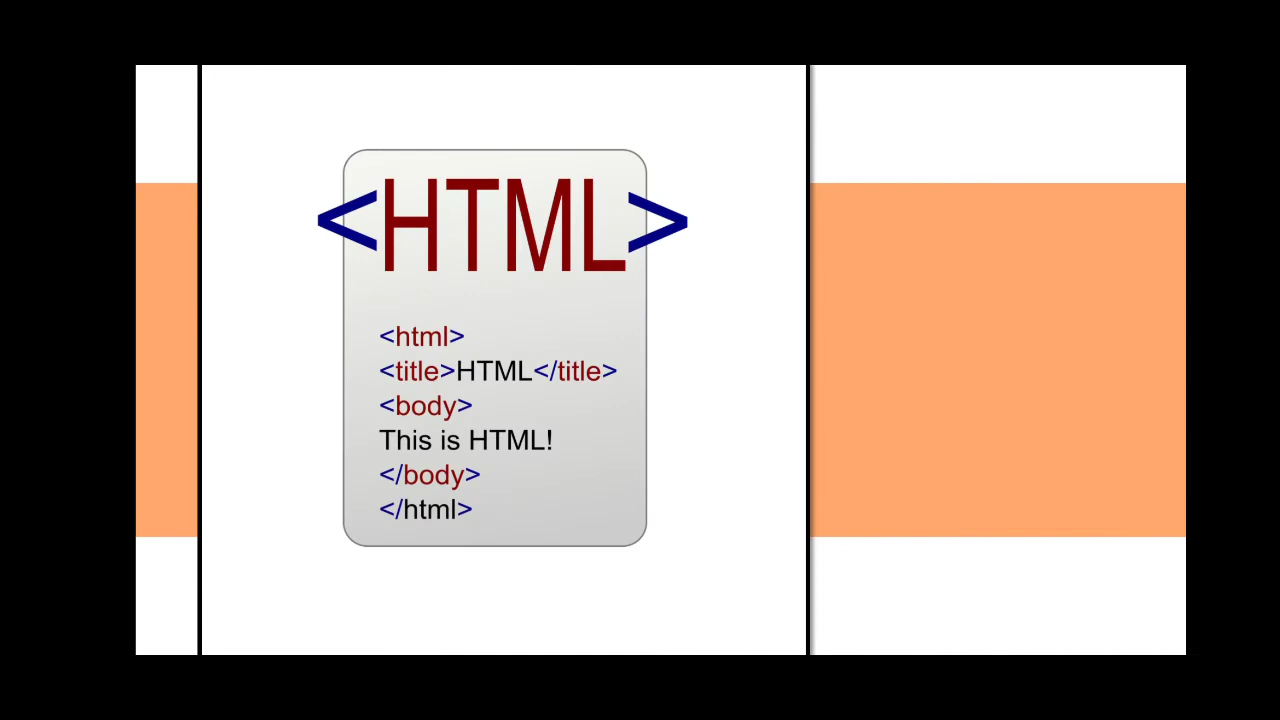 <HTML>
<html>
<title>HTML</title>
<body>
This is HTML!
</body>
</html>